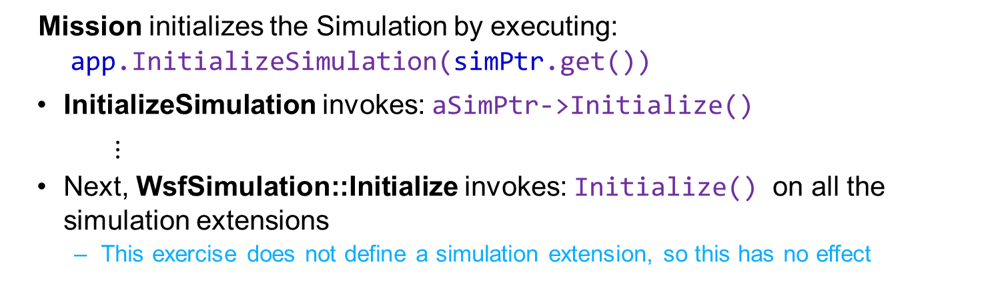 Mission initializes the Simulation by executing:
app.InitializeSimulation(simPtr.get())
• InitializeSimulation invokes: aSimPtr->Initialize()
⋮
• Next, WsfSimulation::Initialize invokes: Initialize() on all the
simulation extensions
– This exercise does not define a simulation extension, so this has no effect